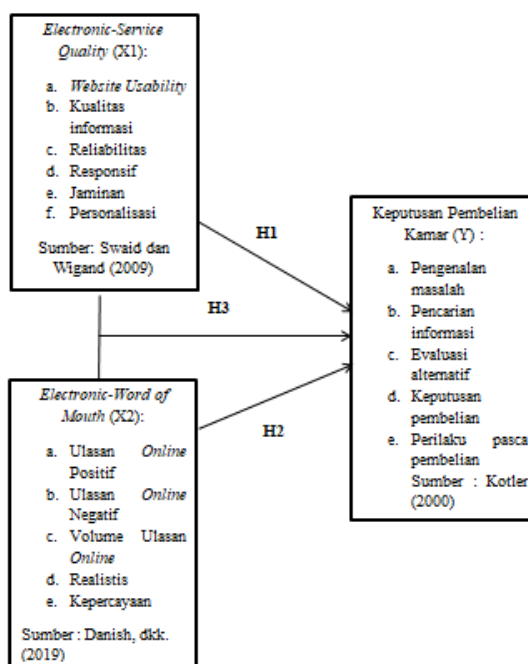 Electronic-Service
Quality (X1):
a. Website Usability
b. Kualitas
informasi
c. Reliabilitas
d. Responsif
e. Jaminan
f. Personalisasi
Sumber: Swaid dan
Wigand (2009)
H1
H3
H2
Keputusan Pembelian
Kamar (Y) :
a. Pengenalan
masalah
b. Pencarian
informasi
c. Evaluasi
alternatif
d. Keputusan
pembelian
e. Perilaku pasca
pembelian
Sumber : Kotler
(2000)
Electronic-Word of
Mouth (X2):
a. Ulasan Online
Positif
b. Ulasan Online
Negatif
c. Volume Ulasan
Online
d. Realistis
e. Kepercayaan
Sumber : Danish, dkk.
(2019)